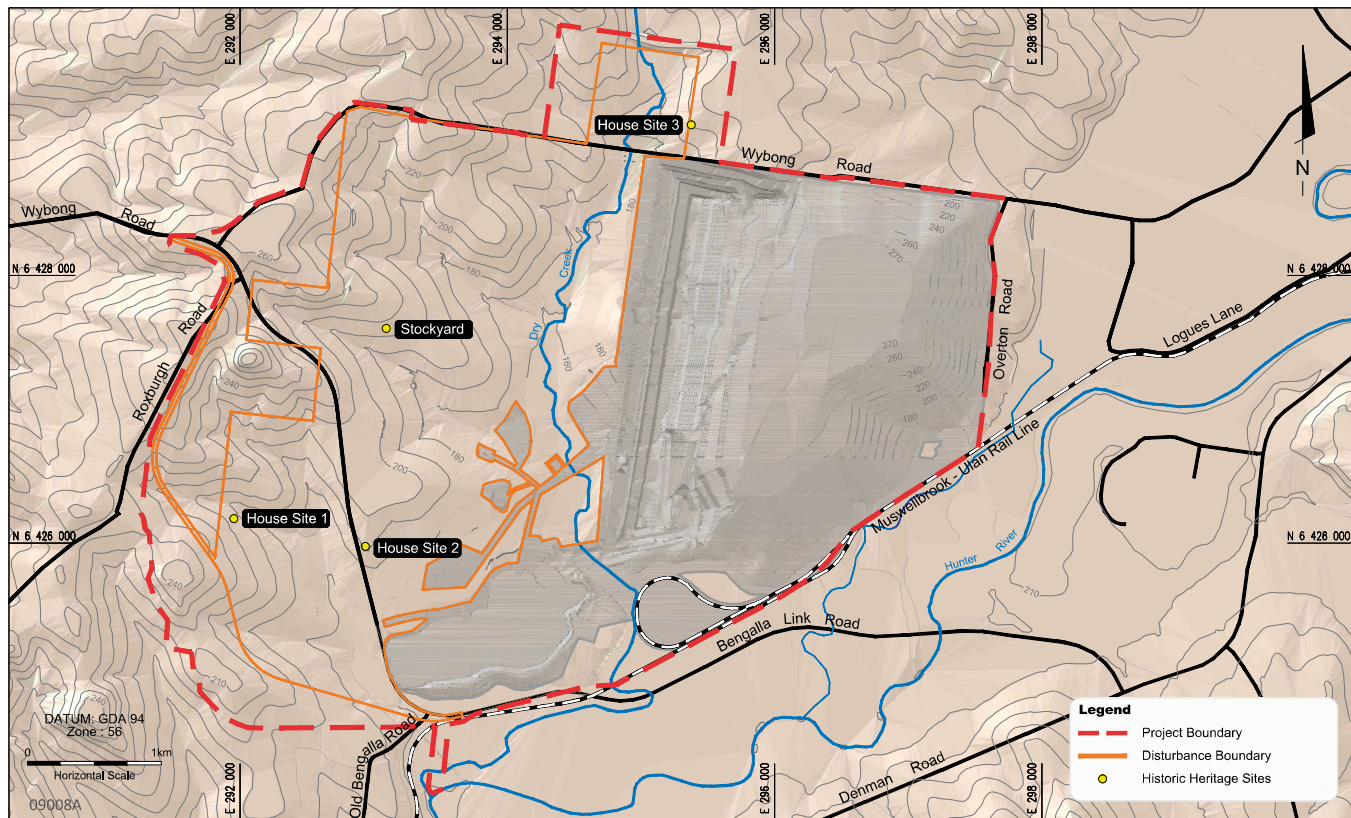 E 292 000
E 294 000
E 296 000
E 298 000
House Site 3
Wybong Road
N
220
200
180
180
200
220
240
260
270
Wybong Road
260
180
N 6 428 000
N 6 428 000
Dry Creek
Stockyard
Roxburgh Road
Overton Road
Logues Lane
240
160
180
270
260
240
220
200
180
200
180
Muswellbrook - Ulan Rail Line
House Site 1
House Site 2
N 6 426 000
N 6 426 000
Hunter River
240
210
Bengalla Link Road
210
240
DATUM: GDA 94
Zone : 56
0 1km
Horizontal Scale
Old Bengalla Road
Denman Road
09008A
E 292 000
E 296 000
E 298 000
Legend
Project Boundary
Disturbance Boundary
Historic Heritage Sites